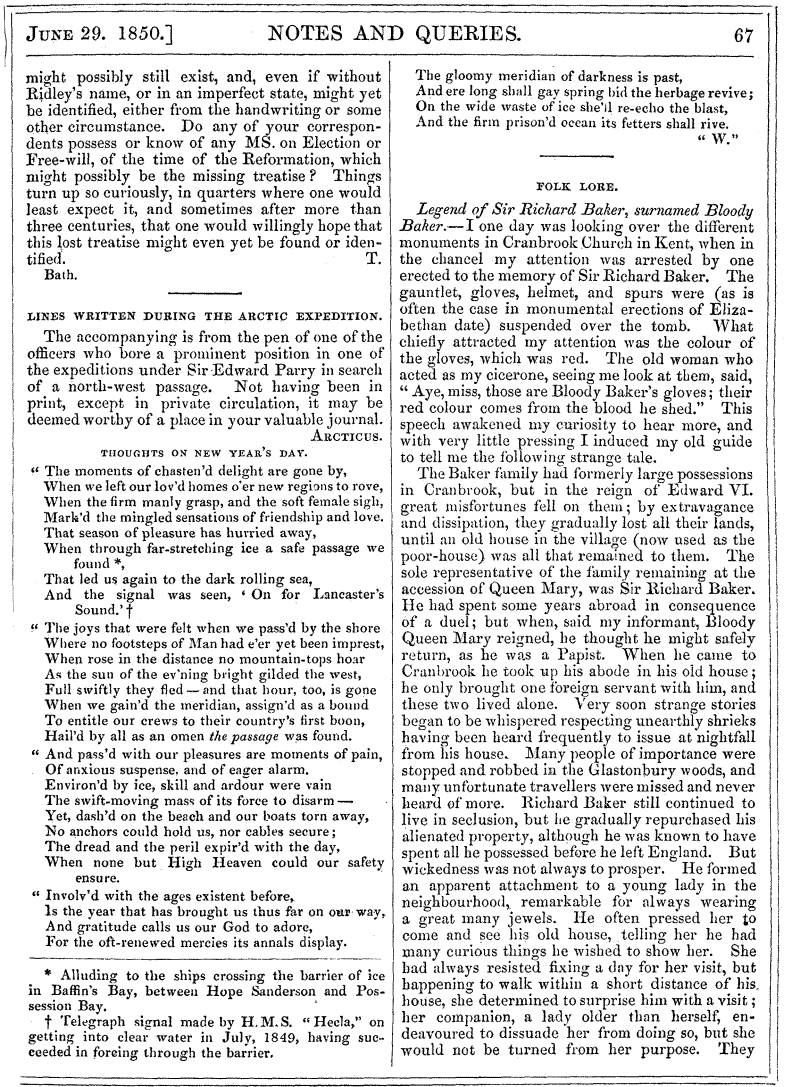 JUNE 29. 1850.] NOTES AND QUERIES. 67
might possibly still exist, and, even if without
Ridley's name, or in an imperfect state, might yet
be identified, either from the handwriting or some
other circumstance. Do any of your correspon-
dents possess or know of any MS. on Election or
Free-will, of the time of the Reformation, which
might possibly be the missing treatise? Things
turn up so curiously, in quarters where one would
least expect it, and sometimes after more than
three centuries, that one would willingly hope that
this lost treatise might even yet be found or iden-
tified. T.
Bath.
LINES WRITTEN DURING THE ARCTIC EXPEDITION.
The accompanying is from the pen of one of the
officers who bore a prominent position in one of
the expeditions under Sir Edward Parry in search
of a north-west passage. Not having been in
print, except in private circulation, it may be
deemed worthy of a place in your valuable journal.
ARCTICUS.
THOUGHTS ON NEW YEAR'S DAY.
“ The moments of chasten'd delight are gone by,
When we left our lov'd homes o'er new regions to rove,
When the firm manly grasp, and the soft female sigh,
Mark'd the mingled sensations of friendship and love.
That season of pleasure has hurried away,
When through far-stretching ice a safe passage we
found *,
That led us again to the dark rolling sea,
And the signal was seen, ‘ On for Lancaster's
Sound.’ †
“ The joys that were felt when we pass'd by the shore
Where no footsteps of Man had e'er yet been imprest,
When rose in the distance no mountain-tops hoar
As the sun of the ev'ning bright gilded the west,
Full swiftly they fled — and that hour, too, is gone
When we gain'd the meridian, assign'd as a bound
To entitle our crews to their country's first boon,
Hail'd by all as an omen the passage was found.
“ And pass'd with our pleasures are moments of pain,
Of anxious suspense, and of eager alarm.
Environ'd by ice, skill and ardour were vain
The swift-moving mass of its force to disarm —
Yet, dash'd on the beach and our boats torn away,
No anchors could hold us, nor cables secure;
The dread and the peril expir'd with the day,
When none but High Heaven could our safety
ensure.
“ Involv'd with the ages existent before,
Is the year that has brought us thus far on our way,
And gratitude calls us our God to adore,
For the oft-renewed mercies its annals display.
* Alluding to the ships crossing the barrier of ice
in Baffin's Bay, between Hope Sanderson and Pos-
session Bay.
† Telegraph signal made by H. M. S. “ Hecla,” on
getting into clear water in July, 1849, having suc-
ceeded in forcing through the barrier.
The gloomy meridian of darkness is past,
And ere long shall gay spring bid the herbage revive;
On the wide waste of ice she'll re-echo the blast,
And the firm prison'd ocean its fetters shall rive.
“ W.”
FOLK LORE.
Legend of Sir Richard Baker, surnamed Bloody
Baker.—I one day was looking over the different
monuments in Cranbrook Church in Kent, when in
the chancel my attention was arrested by one
erected to the memory of Sir Richard Baker. The
gauntlet, gloves, helmet, and spurs were (as is
often the case in monumental erections of Eliza-
bethan date) suspended over the tomb. What
chiefly attracted my attention was the colour of
the gloves, which was red. The old woman who
acted as my cicerone, seeing me look at them, said,
“ Aye, miss, those are Bloody Baker's gloves; their
red colour comes from the blood he shed.” This
speech awakened my curiosity to hear more, and
with very little pressing I induced my old guide
to tell me the following strange tale.
The Baker family had formerly large possessions
in Cranbrook, but in the reign of Edward VI.
great misfortunes fell on them; by extravagance
and dissipation, they gradually lost all their lands,
until an old house in the village (now used as the
poor-house) was all that remained to them. The
sole representative of the family remaining at the
accession of Queen Mary, was Sir Richard Baker.
He had spent some years abroad in consequence
of a duel; but when, said my informant, Bloody
Queen Mary reigned, he thought he might safely
return, as he was a Papist. When he came to
Cranbrook he took up his abode in his old house;
he only brought one foreign servant with him, and
these two lived alone. Very soon strange stories
began to be whispered respecting unearthly shrieks
having been heard frequently to issue at nightfall
from his house. Many people of importance were
stopped and robbed in the Glastonbury woods, and
many unfortunate travellers were missed and never
heard of more. Richard Baker still continued to
live in seclusion, but he gradually repurchased his
alienated property, although he was known to have
spent all he possessed before he left England. But
wickedness was not always to prosper. He formed
an apparent attachment to a young lady in the
neighbourhood, remarkable for always wearing
a great many jewels. He often pressed her to
come and see his old house, telling her he had
many curious things he wished to show her. She
had always resisted fixing a day for her visit, but
happening to walk within a short distance of his
house, she determined to surprise him with a visit;
her companion, a lady older than herself, en-
deavoured to dissuade her from doing so, but she
would not be turned from her purpose. They